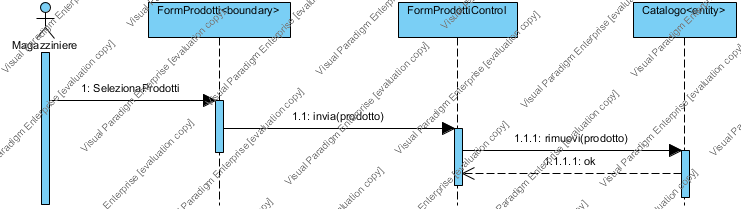 FormProdotti<boundary>
FormProdottiControl
Catalogo<entity>
Magazziniere
1: SelezionaProdotti
1.1: invia(prodotto)
1.1.1: rimuovi(prodotto)
1.1.1.1: ok
Visual Paradigm Enterprise [evaluation copy]